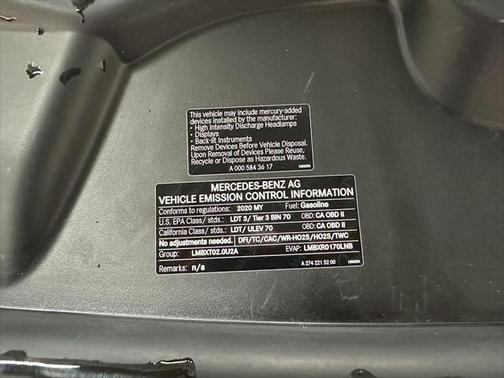 This vehicle may include mercury-added
devices installed by the manufacturer:
• High Intensity Discharge Headlamps
• Displays
• Back-lit Instruments
Remove Devices Before Vehicle Disposal.
Upon Removal of Devices Please Reuse,
Recycle or Dispose as Hazardous Waste.
A 000 584 36 17
MERCEDES-BENZ AG
VEHICLE EMISSION CONTROL INFORMATION
Conforms to regulations: 2020 MY Fuel: Gasoline
U.S. EPA Class/ stds.: LDT 3/ Tier 3 BIN 70 OBD: CA OBD II
California Class/ stds.: LDT/ ULEV 70 OBD: CA OBD II
No adjustments needed. DFI/TC/CAC/WR-HO2S/HO2S/TWC
Group: LMBXT02.0U2A EVAP: LMBXR0170LNB
Remarks: n/a A 274 221 52 00